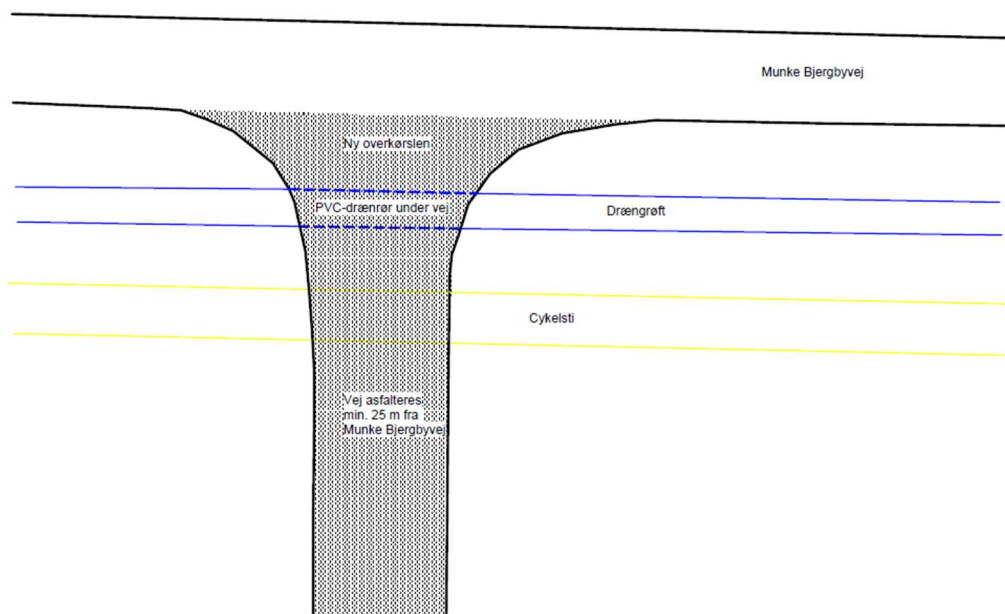 Munke Bjergbyvej
Ny overkørslen
PVC-drænrør under vej
Drængrøft
Cykelsti
Vej asfalteres
min. 25 m fra
Munke Bjergbyvej